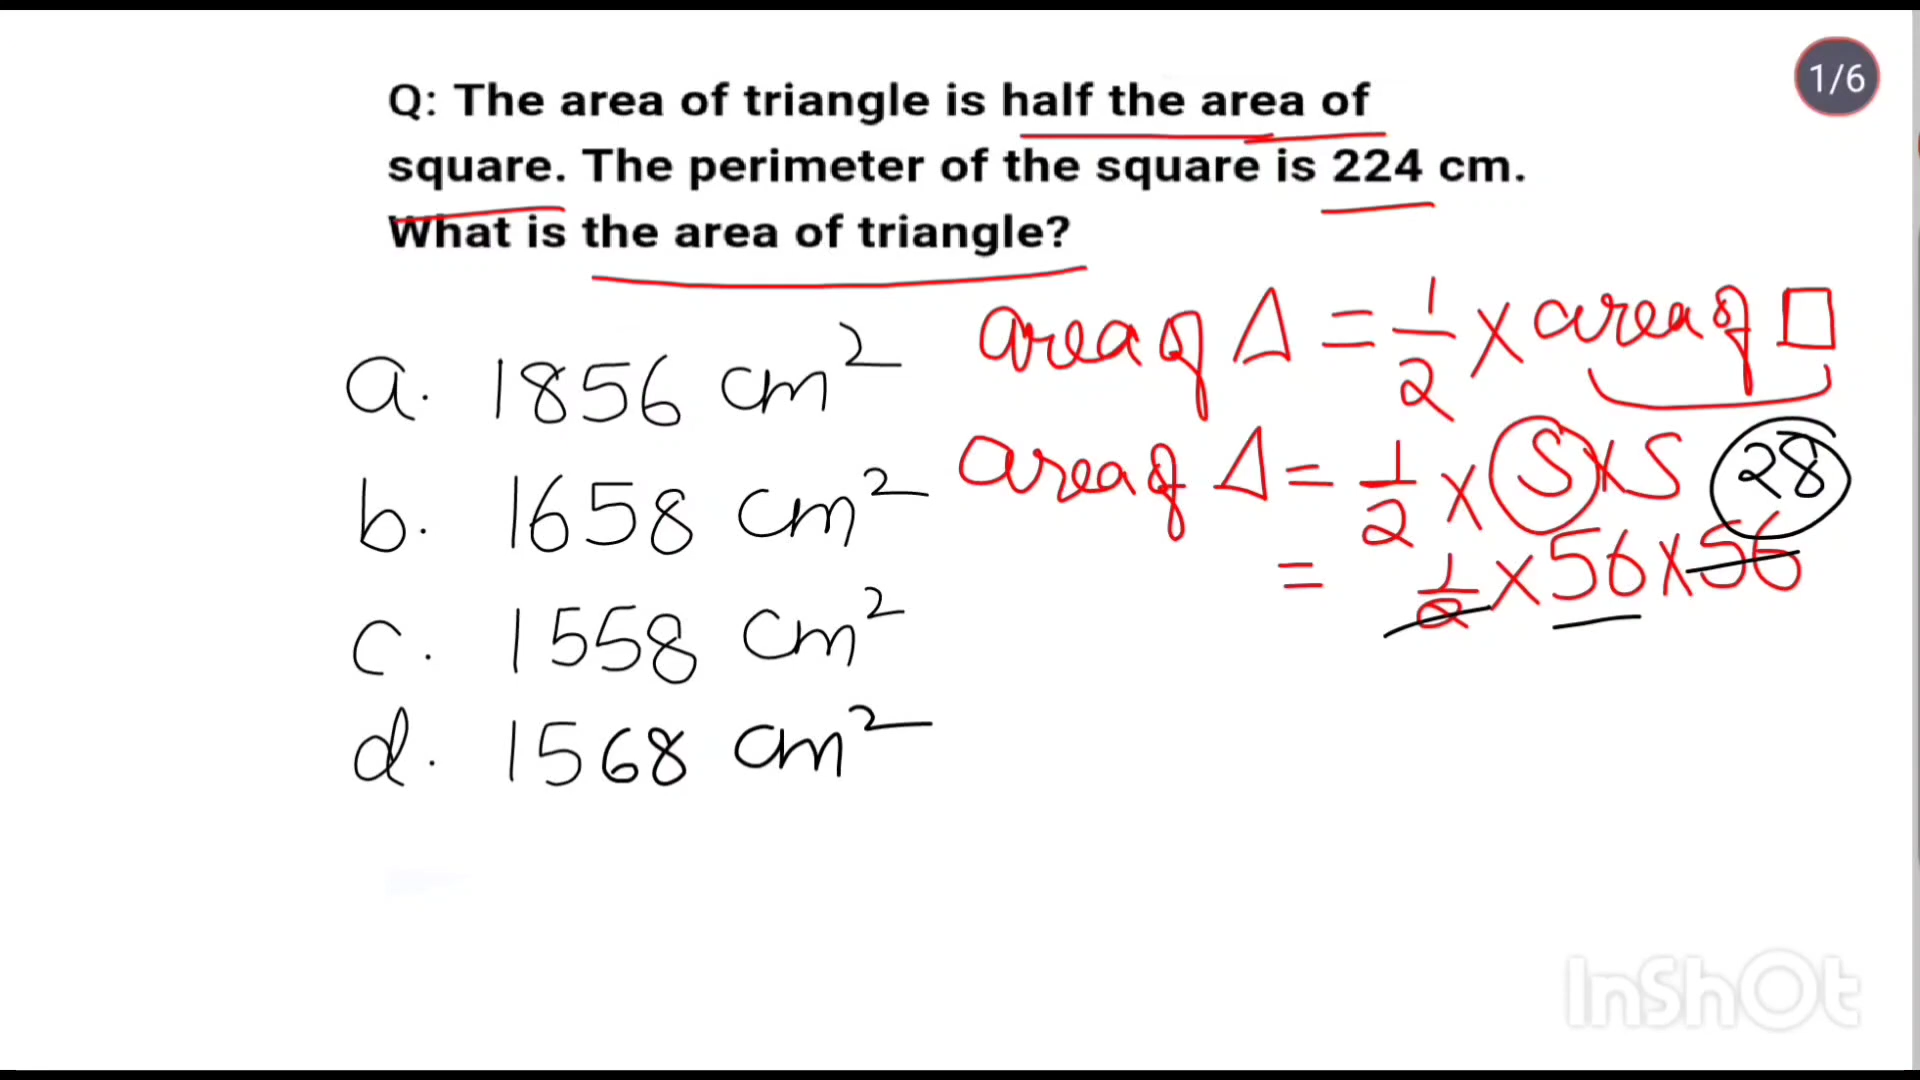 1/6
Q: The area of triangle is half the area of
square. The perimeter of the square is 224 cm.
What is the area of triangle?
area of Δ = 1/2 × area of □
a. 1856 cm²
area of Δ = 1/2 × S × S 28
b. 1658 cm²
= 1/2 × 56 × 56
c. 1558 cm²
d. 1568 cm²
InShOt